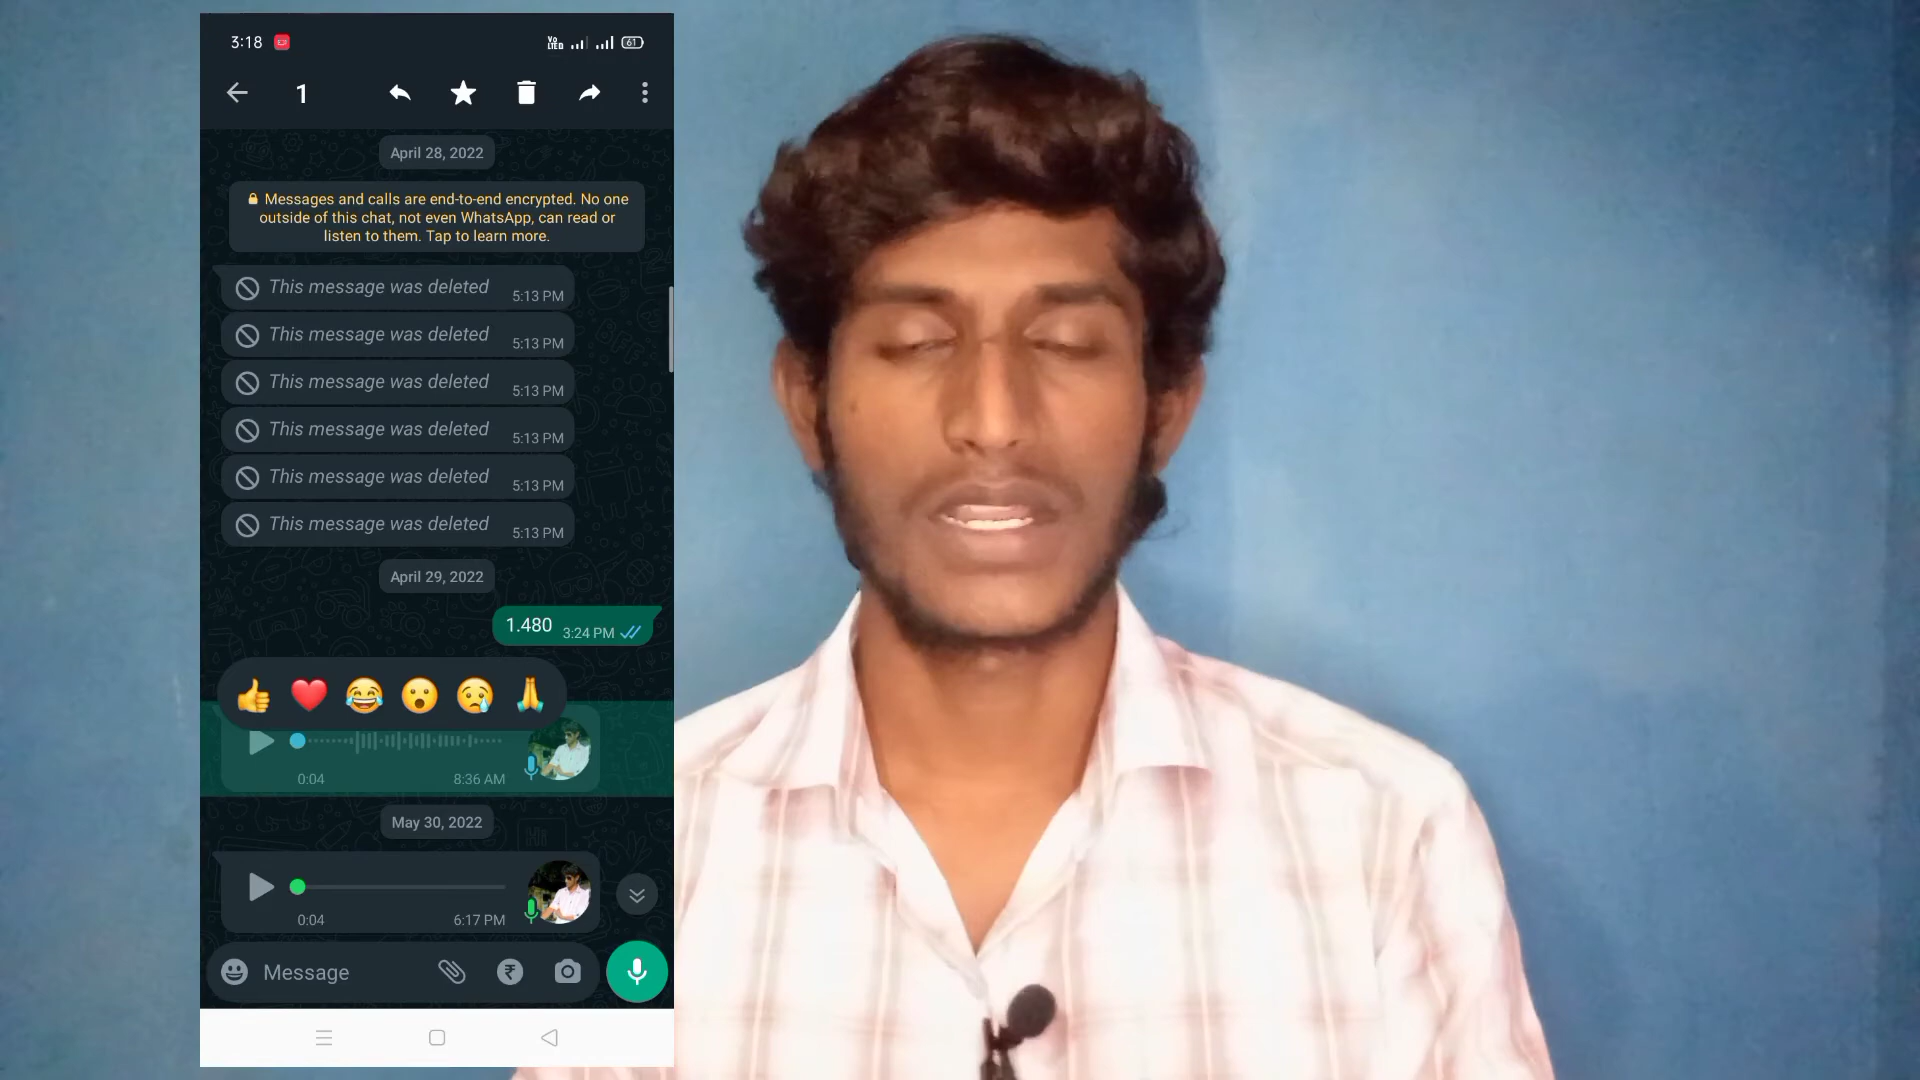 3:18
Vo LTED
61
1
April 28, 2022
Messages and calls are end-to-end encrypted. No one
outside of this chat, not even WhatsApp, can read or
listen to them. Tap to learn more.
This message was deleted 5:13 PM
This message was deleted 5:13 PM
This message was deleted 5:13 PM
This message was deleted 5:13 PM
This message was deleted 5:13 PM
This message was deleted 5:13 PM
April 29, 2022
1.480 3:24 PM
0:04 8:36 AM
May 30, 2022
0:04 6:17 PM
Message ₹